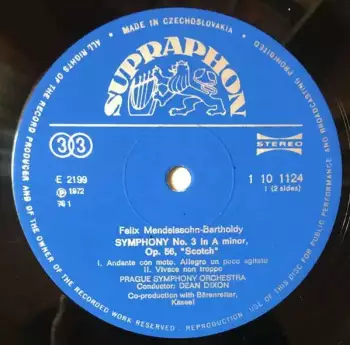 MADE IN CZECHOSLOVAKIA
ALL RIGHTS OF THE RECORD PRODUCER AND OF THE OWNER OF THE RECORDED WORK RESERVED . REPRODUCTION . USE OF THIS DISC FOR PUBLIC PERFORMANCE AND BROADCASTING PROHIBITED
SUPRAPHON
33
STEREO
E 2199
℗ 1972
1 10 1124
I (2 sides)
Felix Mendelssohn-Bartholdy
SYMPHONY No. 3 in A minor,
Op. 56, "Scotch"
I. Andante con moto. Allegro un poco agitato
II. Vivace non troppo
PRAGUE SYMPHONY ORCHESTRA
Conductor: DEAN DIXON
Co-production with Bärenreiter,
Kassel